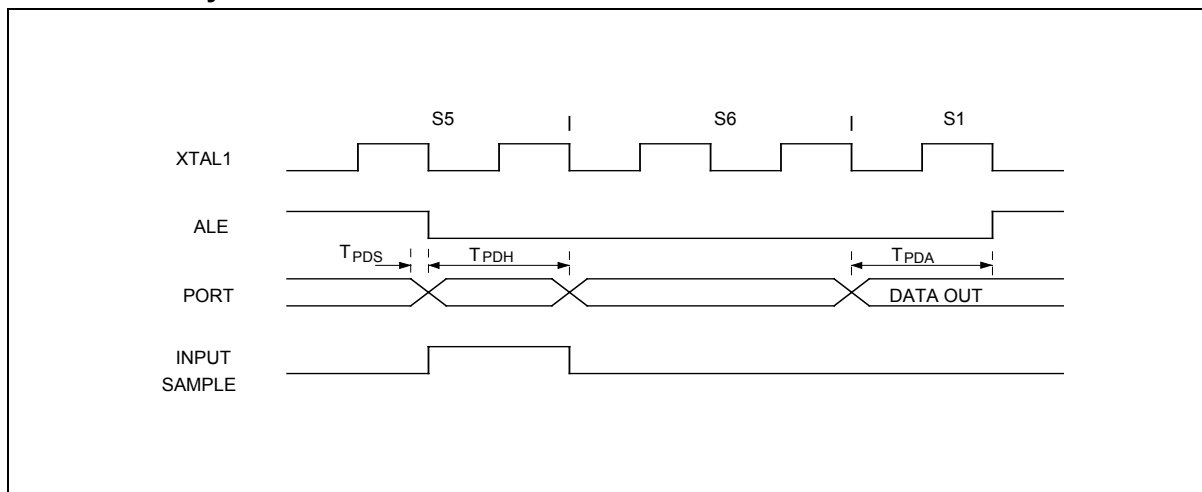 S5 | S6 | S1
XTAL1
ALE
TPDS TPDH TPDA
PORT DATA OUT
INPUT
SAMPLE